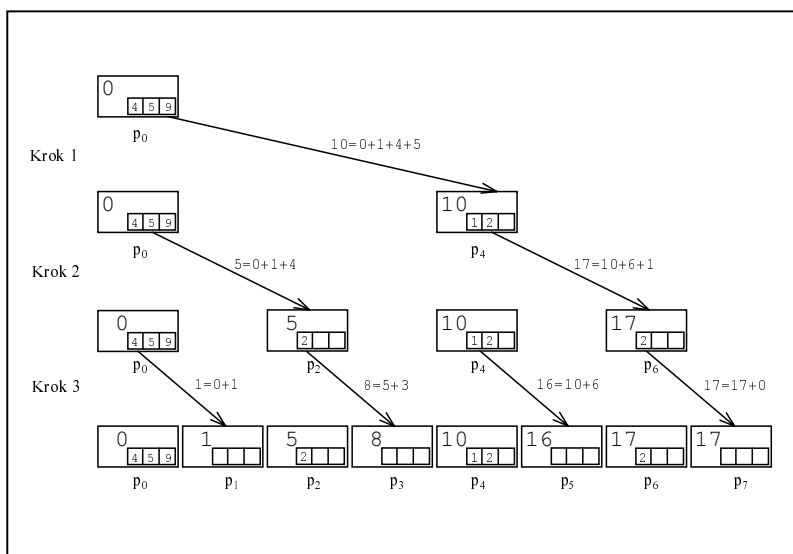 0
4 5 9
p0
10=0+1+4+5
Krok 1
0 10
4 5 9 1 2
p0 p4
5=0+1+4 17=10+6+1
Krok 2
0 5 10 17
4 5 9 2 1 2 2
p0 p2 p4 p6
1=0+1 8=5+3 16=10+6 17=17+0
Krok 3
0 1 5 8 10 16 17 17
4 5 9 2 1 2 2
p0 p1 p2 p3 p4 p5 p6 p7